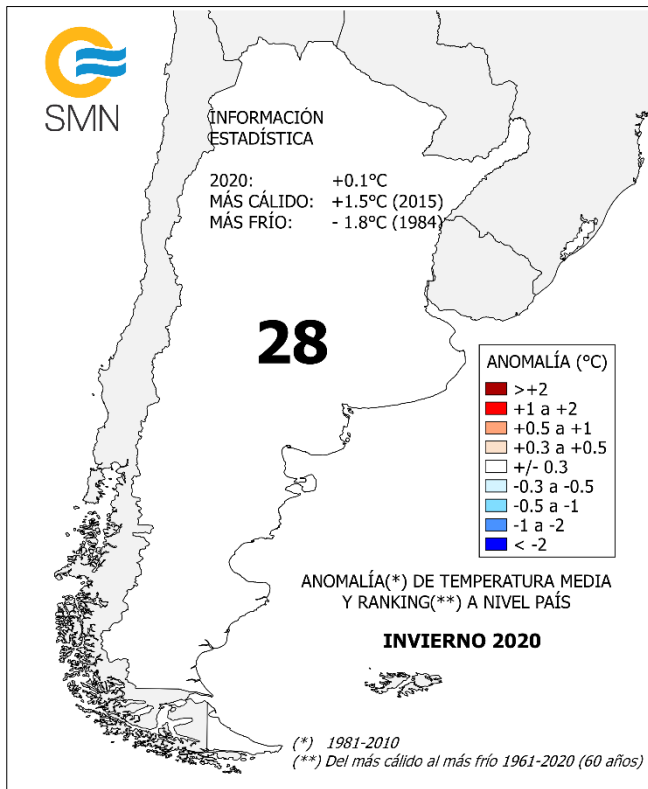 SMN
INFORMACIÓN
ESTADÍSTICA
2020: +0.1°C
MÁS CÁLIDO: +1.5°C (2015)
MÁS FRÍO: - 1.8°C (1984)
28
ANOMALÍA (°C)
>+2
+1 a +2
+0.5 a +1
+0.3 a +0.5
+/- 0.3
-0.3 a -0.5
-0.5 a -1
-1 a -2
< -2
ANOMALÍA(*) DE TEMPERATURA MEDIA
Y RANKING(**) A NIVEL PAÍS
INVIERNO 2020
(*) 1981-2010
(**) Del más cálido al más frío 1961-2020 (60 años)